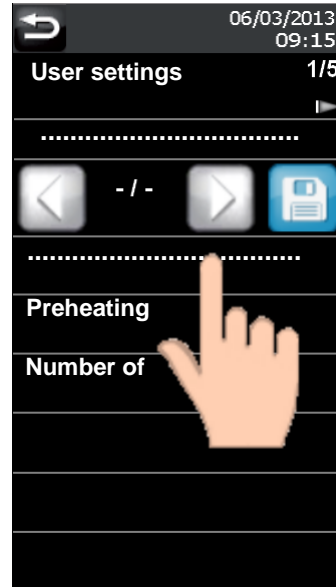 06/03/2013
09:15
User settings 1/5
...................................
- / -
.....................................
Preheating
Number of